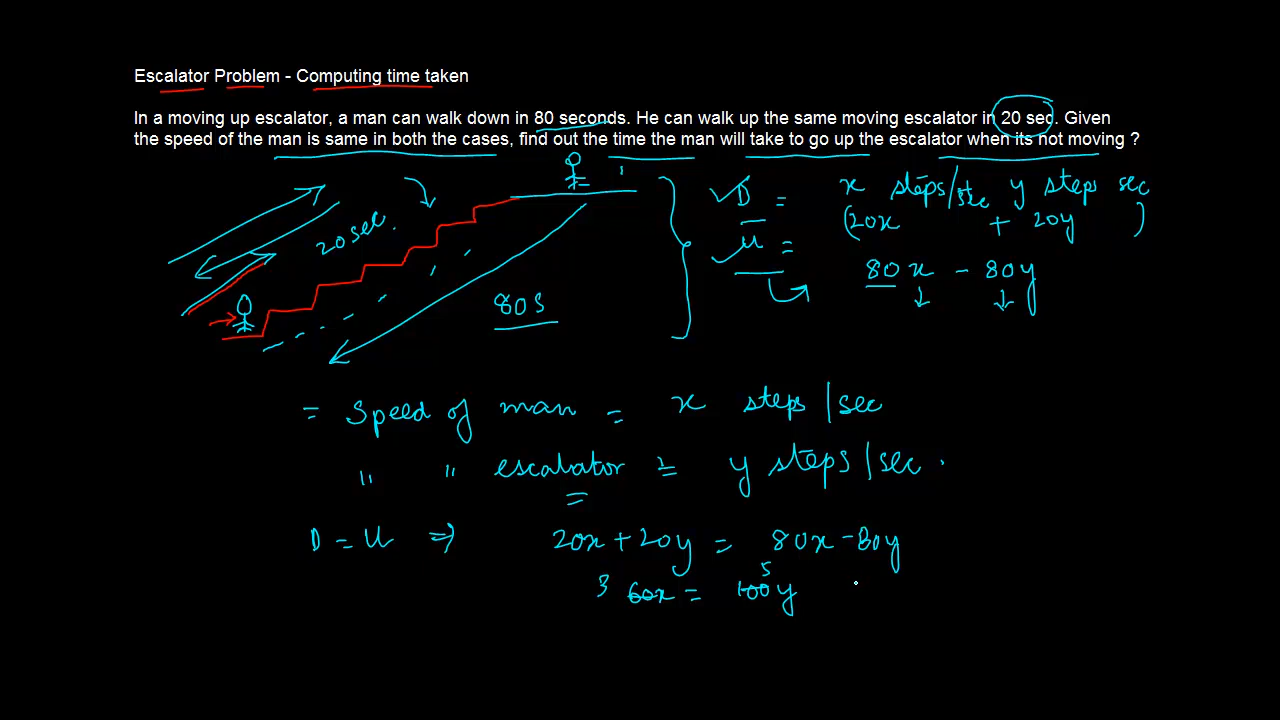 Escalator Problem - Computing time taken
In a moving up escalator, a man can walk down in 80 seconds. He can walk up the same moving escalator in 20 sec. Given
the speed of the man is same in both the cases, find out the time the man will take to go up the escalator when its not moving ?
D = x steps/sec y step sec
(20x + 20y )
u = 80x - 80y
20 sec.
80s
= Speed of man = x steps/sec
" " escalator = y steps/sec.
D = U ⇒ 20x + 20y = 80x - 80y
3 60x = 100 5 y